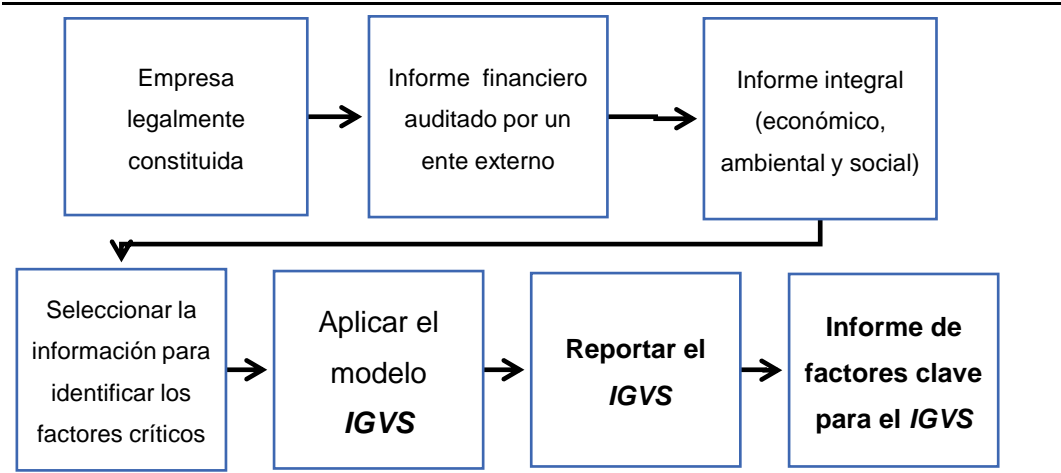 Empresa
legalmente
constituida
Informe financiero
auditado por un
ente externo
Informe integral
(económico,
ambiental y social)
Seleccionar la
información para
identificar los
factores críticos
Aplicar el
modelo
IGVS
Reportar el
IGVS
Informe de
factores clave
para el IGVS